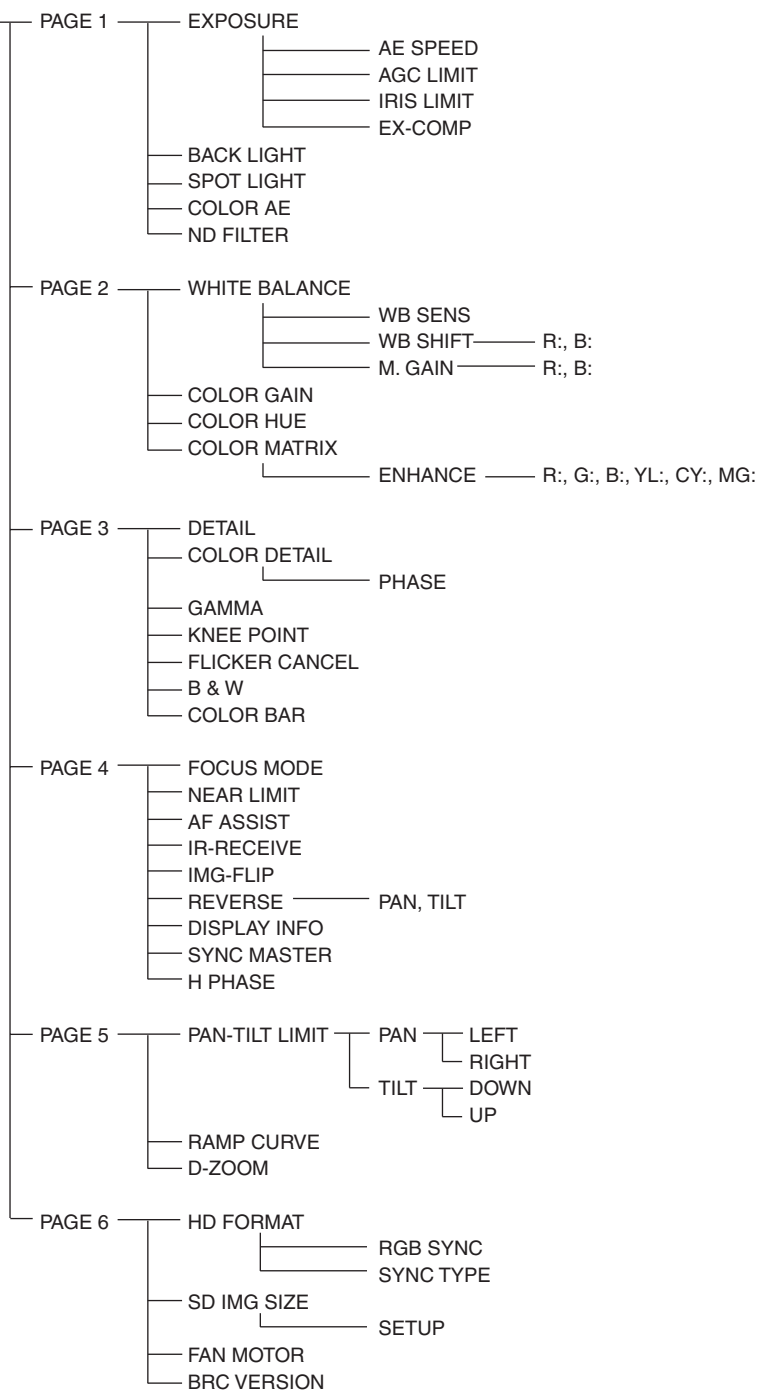 PAGE 1 EXPOSURE
AE SPEED
AGC LIMIT
IRIS LIMIT
EX-COMP
BACK LIGHT
SPOT LIGHT
COLOR AE
ND FILTER
PAGE 2 WHITE BALANCE
WB SENS
WB SHIFT R:, B:
M. GAIN R:, B:
COLOR GAIN
COLOR HUE
COLOR MATRIX
ENHANCE R:, G:, B:, YL:, CY:, MG:
PAGE 3 DETAIL
COLOR DETAIL
PHASE
GAMMA
KNEE POINT
FLICKER CANCEL
B & W
COLOR BAR
PAGE 4 FOCUS MODE
NEAR LIMIT
AF ASSIST
IR-RECEIVE
IMG-FLIP
REVERSE PAN, TILT
DISPLAY INFO
SYNC MASTER
H PHASE
PAGE 5 PAN-TILT LIMIT PAN LEFT
RIGHT
TILT DOWN
UP
RAMP CURVE
D-ZOOM
PAGE 6 HD FORMAT
RGB SYNC
SYNC TYPE
SD IMG SIZE
SETUP
FAN MOTOR
BRC VERSION